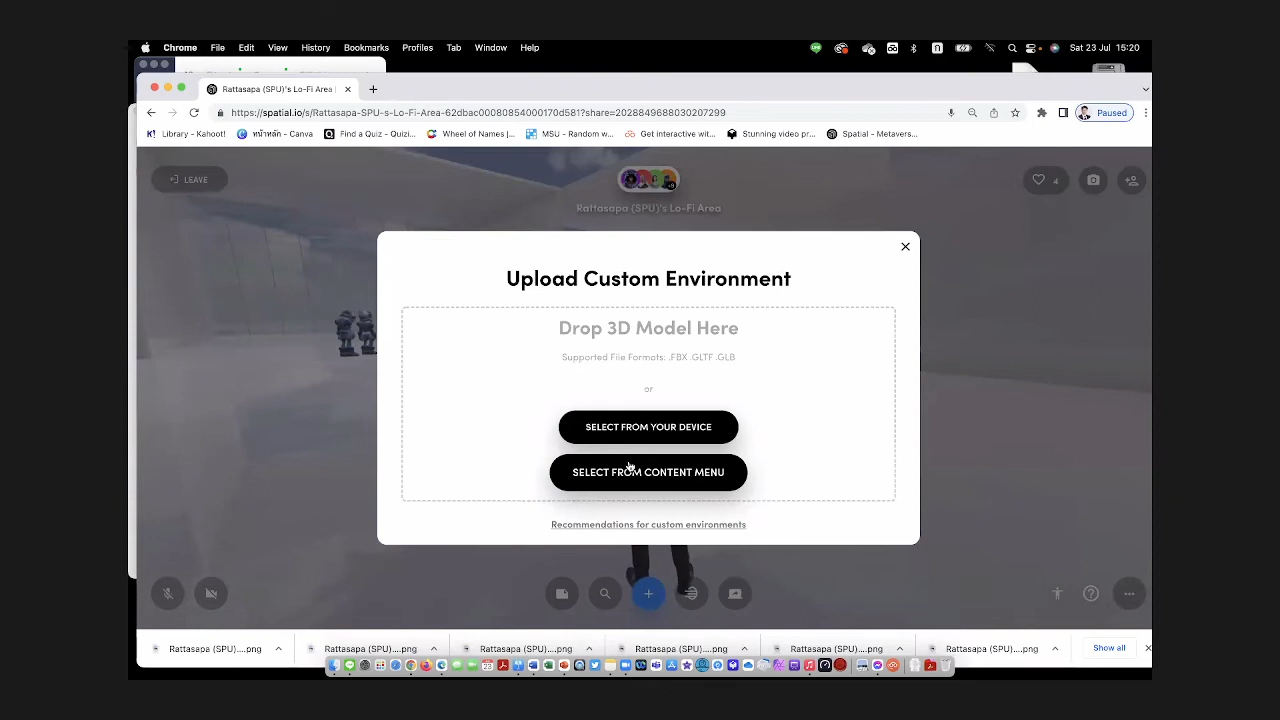 Chrome File Edit View History Bookmarks Profiles Tab Window Help Sat 23 Jul 15:20
Rattasapa (SPU)'s Lo-Fi Area
https://spatial.io/s/Rattasapa-SPU-s-Lo-Fi-Area-62dbac00080854000170d581?share=2028849688030207299 Paused
K! Library - Kahoot! หน้าหลัก - Canva Find a Quiz - Quizi... Wheel of Names |... MSU - Random w... Get interactive wit... Stunning video pr... Spatial - Metavers...
LEAVE 4
Rattasapa (SPU)'s Lo-Fi Area
Upload Custom Environment
Drop 3D Model Here
Supported File Formats: .FBX .GLTF .GLB
or
SELECT FROM YOUR DEVICE
SELECT FROM CONTENT MENU
Recommendations for custom environments
Rattasapa (SPU)....png Rattasapa (SPU)....png Rattasapa (SPU)....png Rattasapa (SPU)....png Rattasapa (SPU)....png Rattasapa (SPU)....png Show all